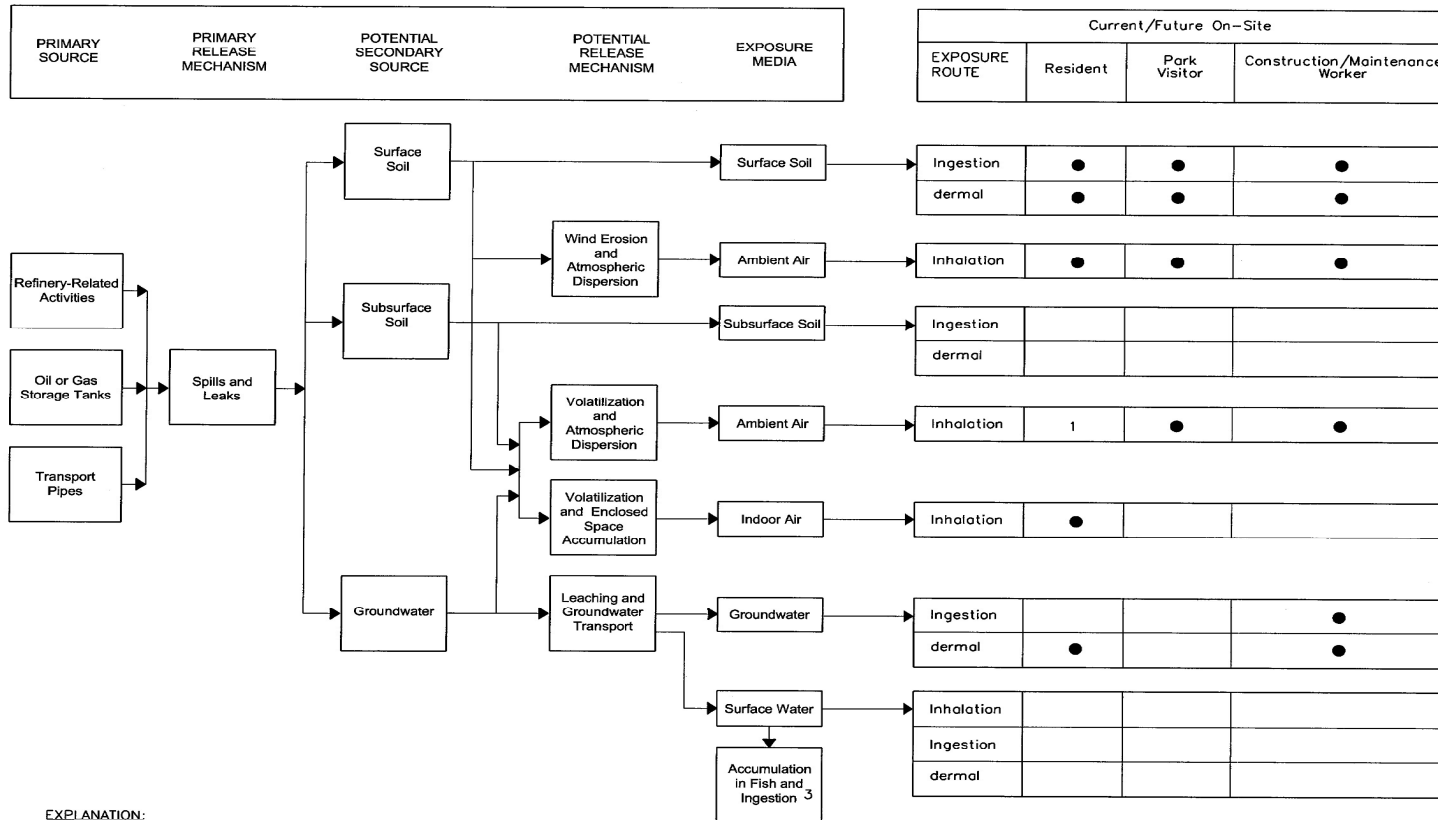 PRIMARY
SOURCE
PRIMARY
RELEASE
MECHANISM
POTENTIAL
SECONDARY
SOURCE
POTENTIAL
RELEASE
MECHANISM
EXPOSURE
MEDIA
Current/Future On-Site
EXPOSURE
ROUTE
Resident
Park
Visitor
Construction/Maintenance
Worker
Surface
Soil
Surface Soil
Ingestion
dermal
Wind Erosion
and
Atmospheric
Dispersion
Ambient Air
Inhalation
Refinery-Related
Activities
Subsurface
Soil
Subsurface Soil
Ingestion
dermal
Oil or Gas
Storage Tanks
Spills and
Leaks
Volatilization
and
Atmospheric
Dispersion
Ambient Air
Inhalation
1
Transport
Pipes
Volatilization
and Enclosed
Space
Accumulation
Indoor Air
Inhalation
Groundwater
Leaching and
Groundwater
Transport
Groundwater
Ingestion
dermal
Surface Water
Inhalation
Ingestion
dermal
Accumulation
in Fish and
Ingestion 3
EXPLANATION: